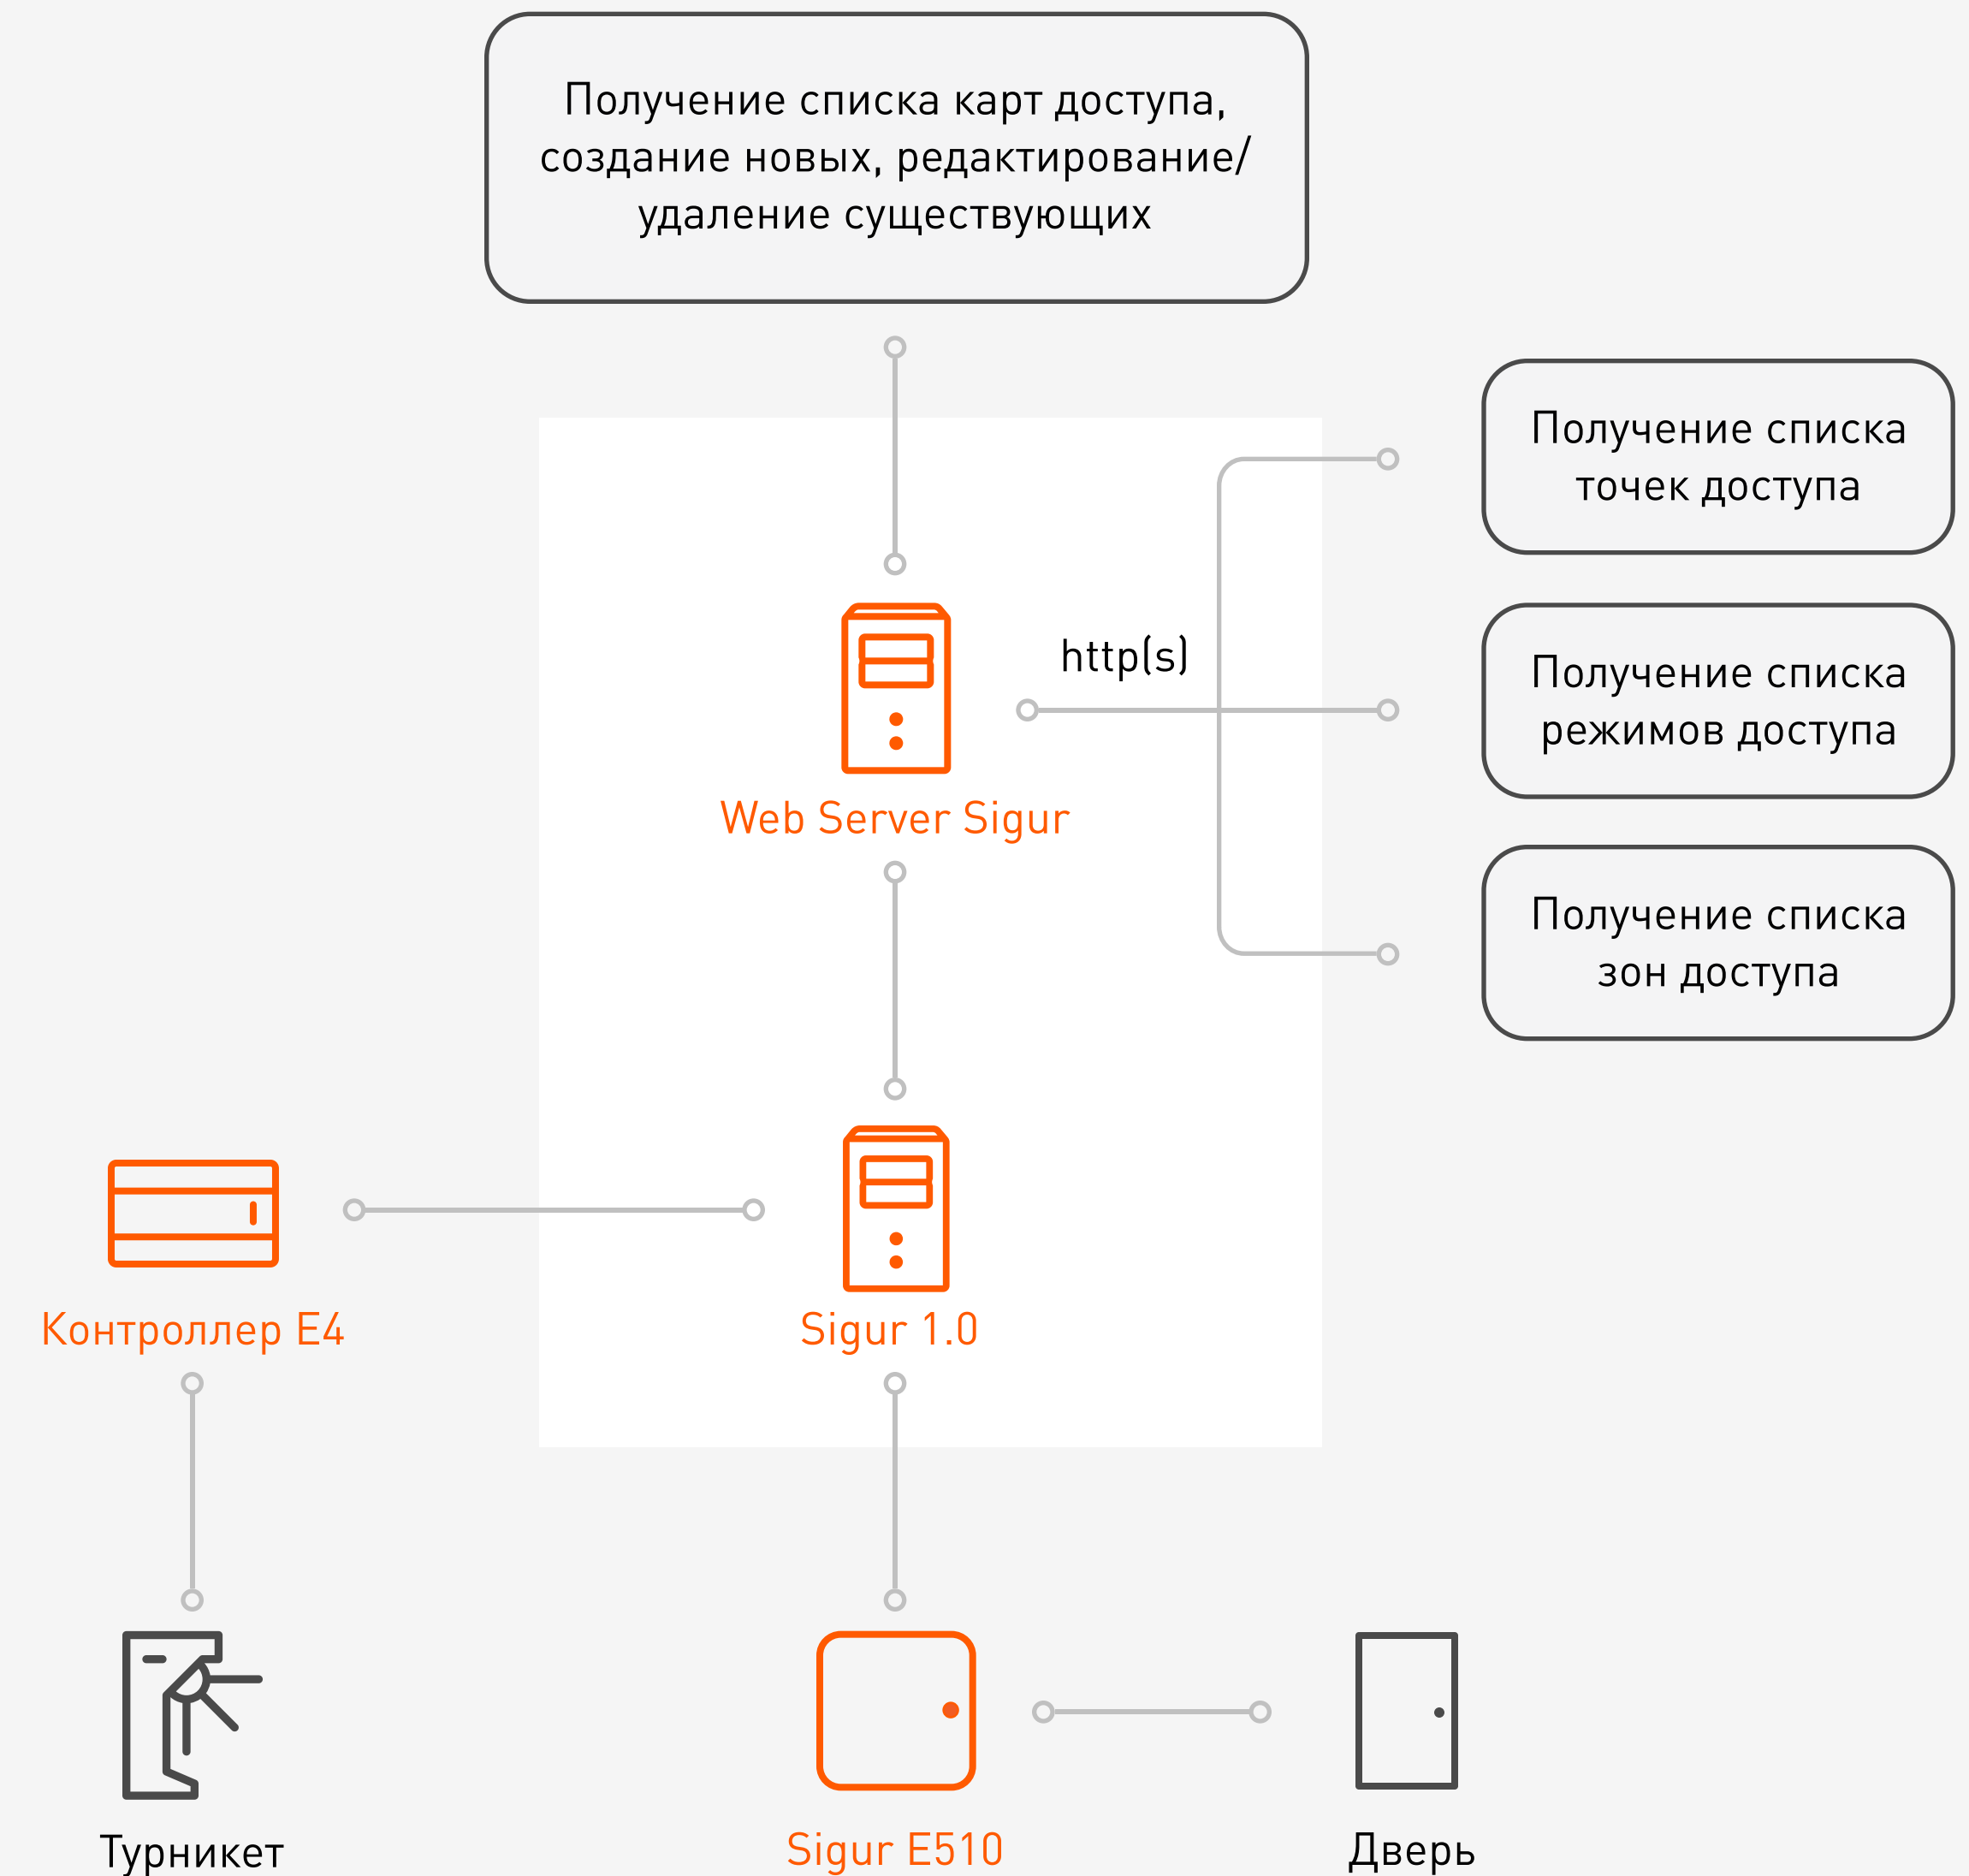 Получение списка карт доступа,
создание новых, редактирование/
удаление существующих
Получение списка
точек доступа
http(s)
Получение списка
режимов доступа
Web Server Sigur
Получение списка
зон доступа
Контроллер E4
Sigur 1.0
Турникет
Sigur E510
Дверь